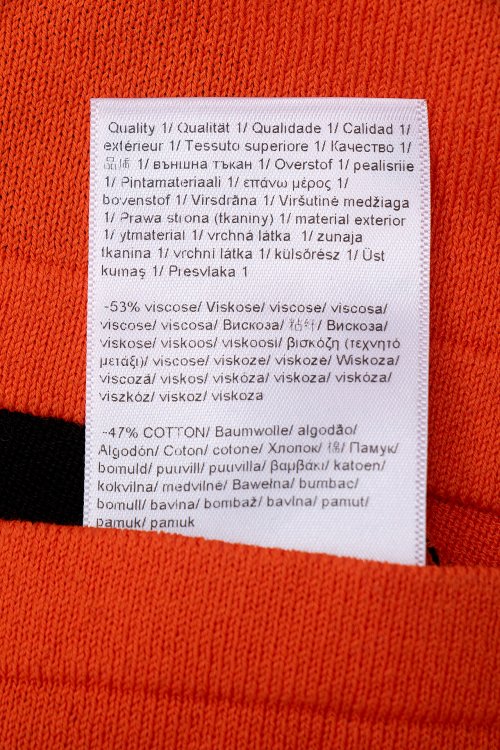 Quality 1/ Qualität 1/ Qualidade 1/ Calidad 1/
extérieur 1/ Tessuto superiore 1/ Качество 1/
品质 1/ външна тъкан 1/ Overstof 1/ pealisriie
1/ Pintamateriaali 1/ επάνω μέρος 1/
bovenstof 1/ Virsdrāna 1/ Viršutinė medžiaga
1/ Prawa strona (tkaniny) 1/ material exterior
1/ ytmaterial 1/ vrchná látka 1/ zunaja
tkanina 1/ vrchni látka 1/ külsőrész 1/ Üst
kumaş 1/ Presvlaka 1
-53% viscose/ Viskose/ viscose/ viscosa/
viscose/ viscosa/ Вискоза/ 粘纤/ Вискоза/
viskose/ viskoos/ viskoosi/ βισκόζη (τεχνητό
μετάξι)/ viscose/ viskoze/ viskozė/ Wiskoza/
viscoză/ viskos/ viskóza/ viskoza/ viskóza/
viszkóz/ viskoz/ viskoza
-47% COTTON/ Baumwolle/ algodão/
Algodón/ Coton/ cotone/ Хлопок/ 棉/ Памук/
bomuld/ puuvill/ puuvilla/ βαμβάκι/ katoen/
kokvilna/ medvilnė/ Bawełna/ bumbac/
bomull/ bavlna/ bombaž/ bavlna/ pamut/
pamuk/ pamuk